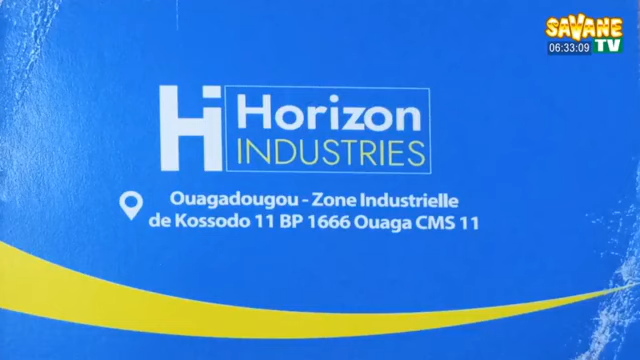 SAVANE
06:33:09 TV
Hi Horizon
INDUSTRIES
Ouagadougou - Zone Industrielle
de Kossodo 11 BP 1666 Ouaga CMS 11